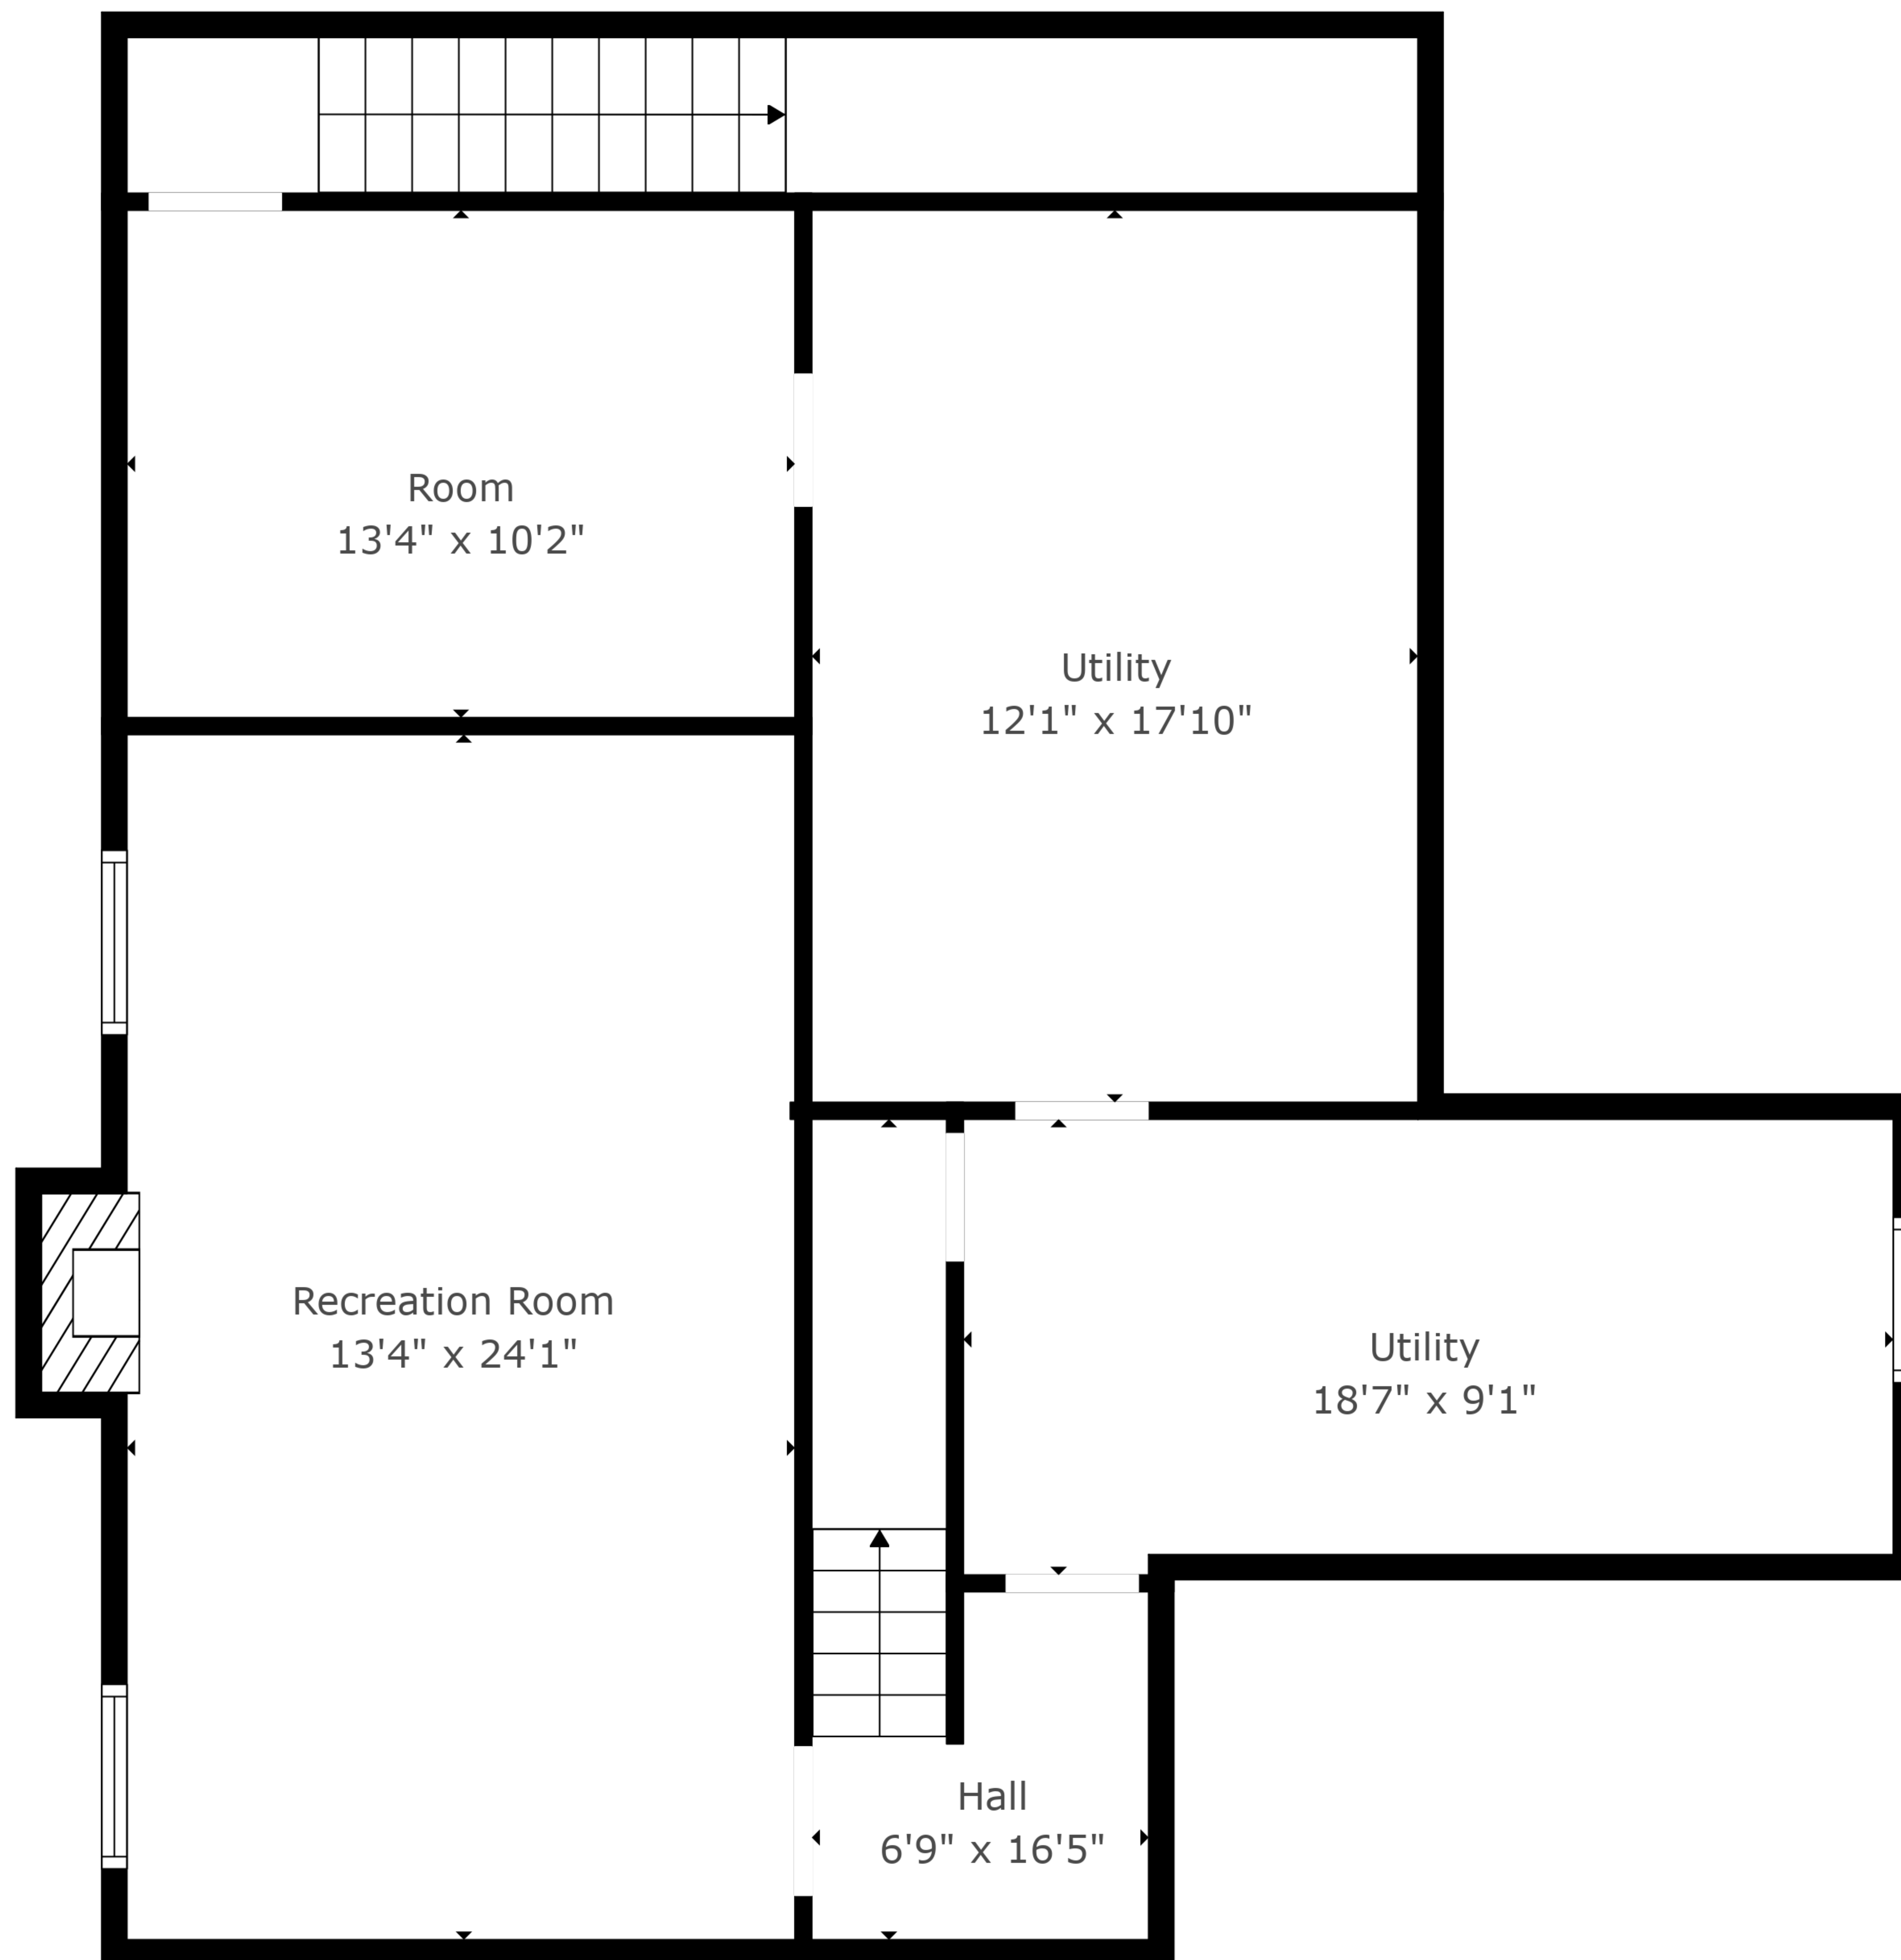 Room
13'4" x 10'2"
Utility
12'1" x 17'10"
Recreation Room
13'4" x 24'1"
Utility
18'7" x 9'1"
Hall
6'9" x 16'5"